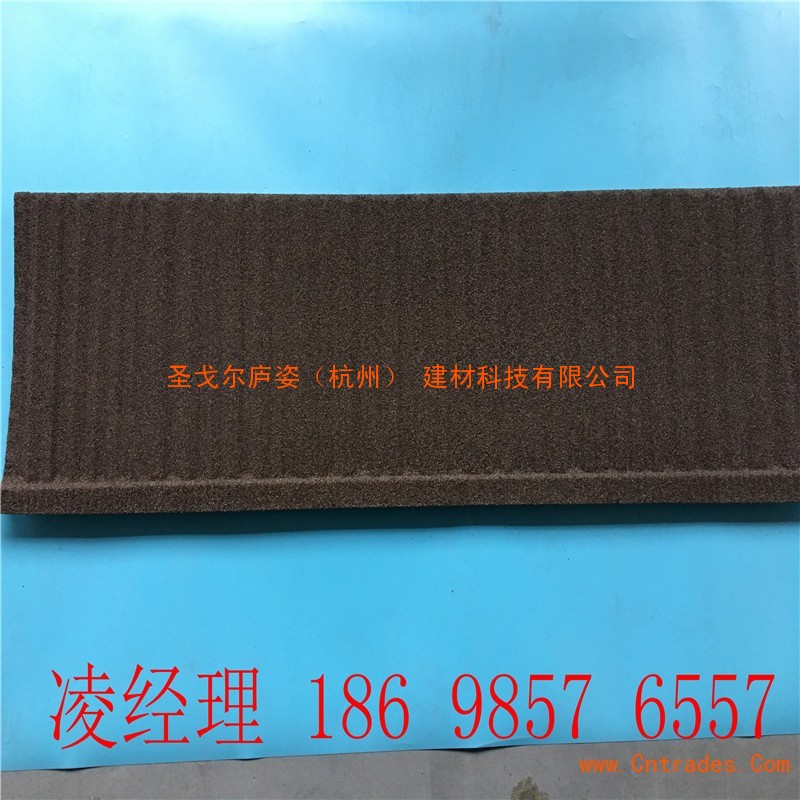 圣戈尔庐姿（杭州） 建材科技有限公司
凌经理 186 9857 6557
www.Cntrades.Com